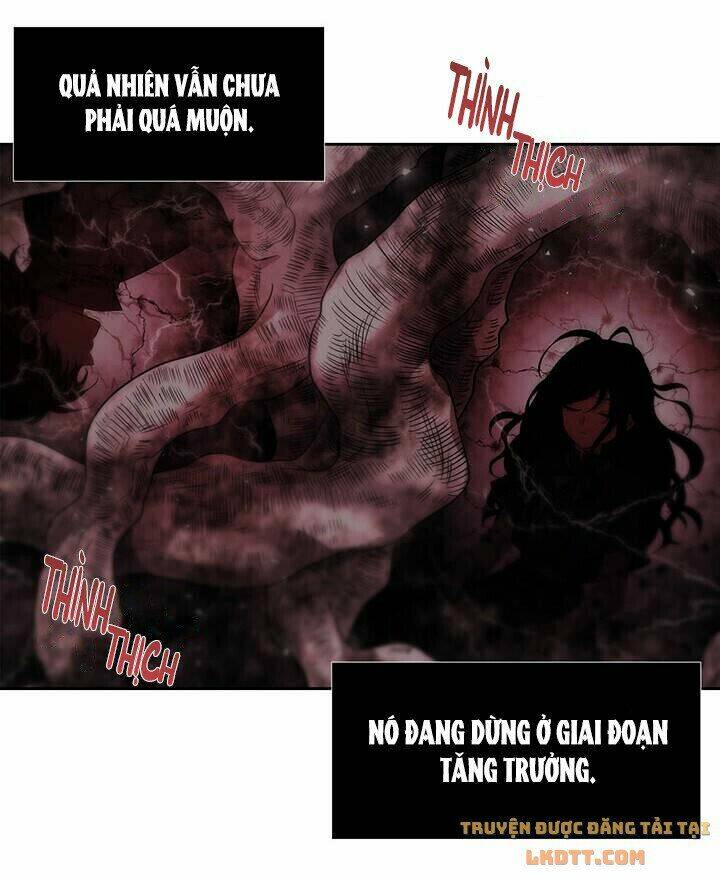 QUẢ NHIÊN VẪN CHƯA
PHẢI QUÁ MUỘN.
THÌNH
THỊCH
THÌNH
THỊCH
NÓ ĐANG DỪNG Ở GIAI ĐOẠN
TĂNG TRƯỞNG.
TRUYỆN ĐƯỢC ĐĂNG TẢI TẠI
LKDTT.COM